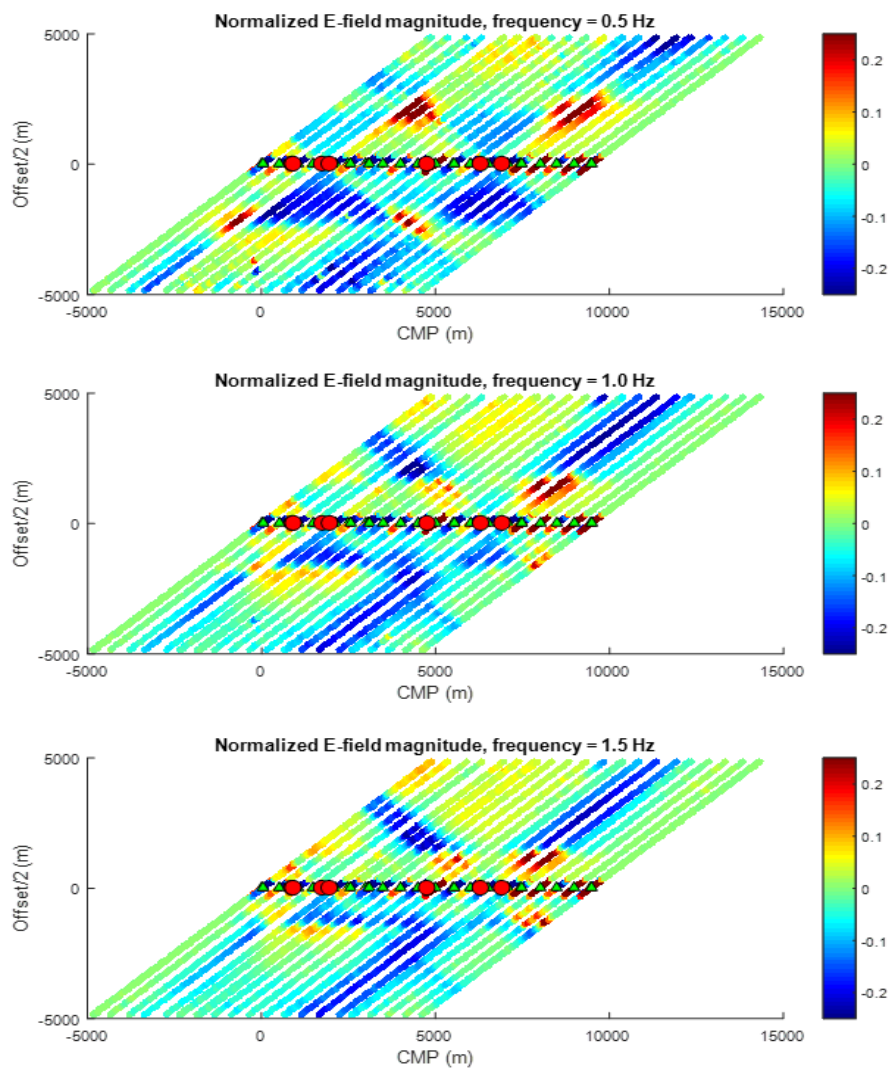 Normalized E-field magnitude, frequency = 0.5 Hz
5000
0
-5000
Offset/2 (m)
-5000 0 5000 10000 15000
CMP (m)
0.2
0.1
0
-0.1
-0.2
Normalized E-field magnitude, frequency = 1.0 Hz
5000
0
-5000
Offset/2 (m)
-5000 0 5000 10000 15000
CMP (m)
0.2
0.1
0
-0.1
-0.2
Normalized E-field magnitude, frequency = 1.5 Hz
5000
0
-5000
Offset/2 (m)
-5000 0 5000 10000 15000
CMP (m)
0.2
0.1
0
-0.1
-0.2